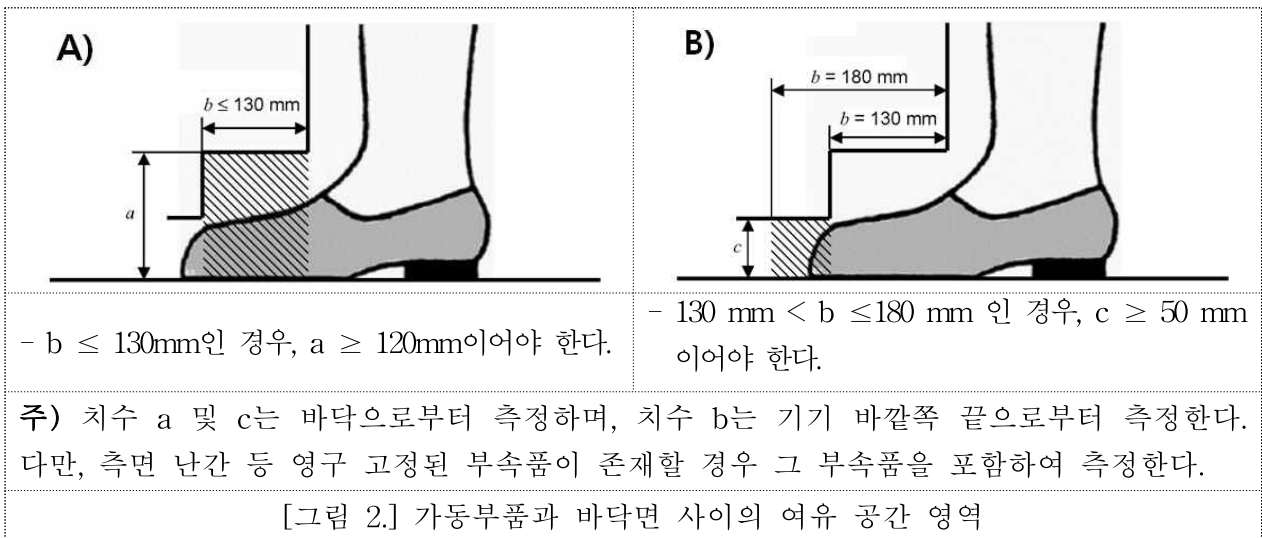 A)
b ≤ 130 mm
a
B)
b = 180 mm
b = 130 mm
c
- b ≤ 130mm인 경우, a ≥ 120mm이어야 한다.
- 130 mm < b ≤180 mm 인 경우, c ≥ 50 mm
이어야 한다.
주) 치수 a 및 c는 바닥으로부터 측정하며, 치수 b는 기기 바깥쪽 끝으로부터 측정한다.
다만, 측면 난간 등 영구 고정된 부속품이 존재할 경우 그 부속품을 포함하여 측정한다.
[그림 2.] 가동부품과 바닥면 사이의 여유 공간 영역